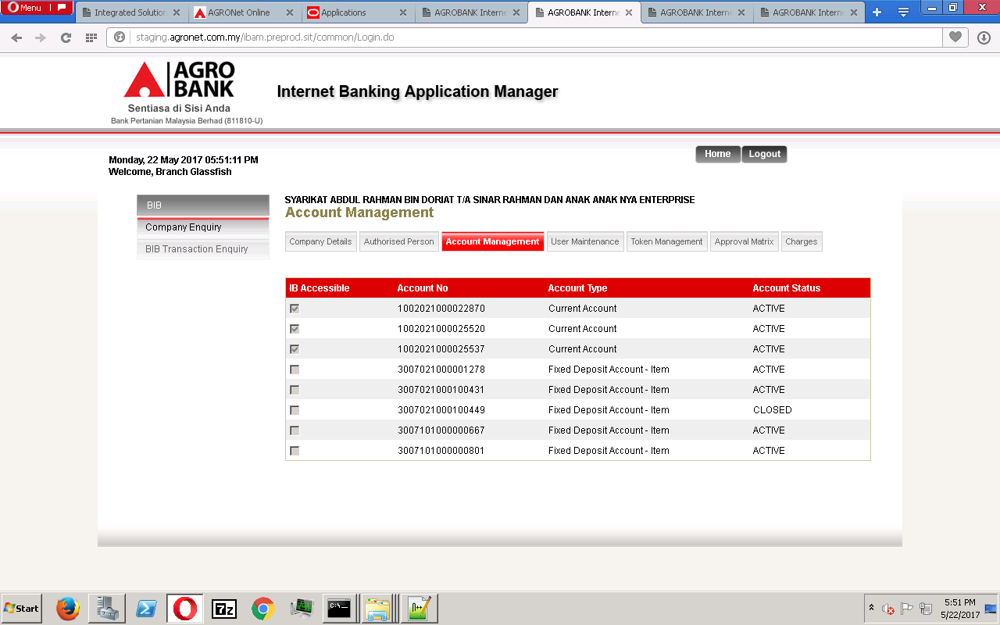 Menu
Integrated Solution
AGRONet Online
Applications
AGROBANK Intern
AGROBANK Intern
AGROBANK Intern
AGROBANK Intern
staging.agronet.com.my/ibam.preprod.sit/common/Login.do
AGRO
BANK
Sentiasa di Sisi Anda
Bank Pertanian Malaysia Berhad (811810-U)
Internet Banking Application Manager
Monday, 22 May 2017 05:51:11 PM
Welcome, Branch Glassfish
Home
Logout
BIB
Company Enquiry
BIB Transaction Enquiry
SYARIKAT ABDUL RAHMAN BIN DORIAT T/A SINAR RAHMAN DAN ANAK ANAK NYA ENTERPRISE
Account Management
Company Details
Authorised Person
Account Management
User Maintenance
Token Management
Approval Matrix
Charges
IB Accessible Account No Account Type Account Status
1002021000022870 Current Account ACTIVE
1002021000025520 Current Account ACTIVE
1002021000025537 Current Account ACTIVE
3007021000001278 Fixed Deposit Account - Item ACTIVE
3007021000100431 Fixed Deposit Account - Item ACTIVE
3007021000100449 Fixed Deposit Account - Item CLOSED
3007101000000667 Fixed Deposit Account - Item ACTIVE
3007101000000801 Fixed Deposit Account - Item ACTIVE
Start
7z
C:\
5:51 PM
5/22/2017